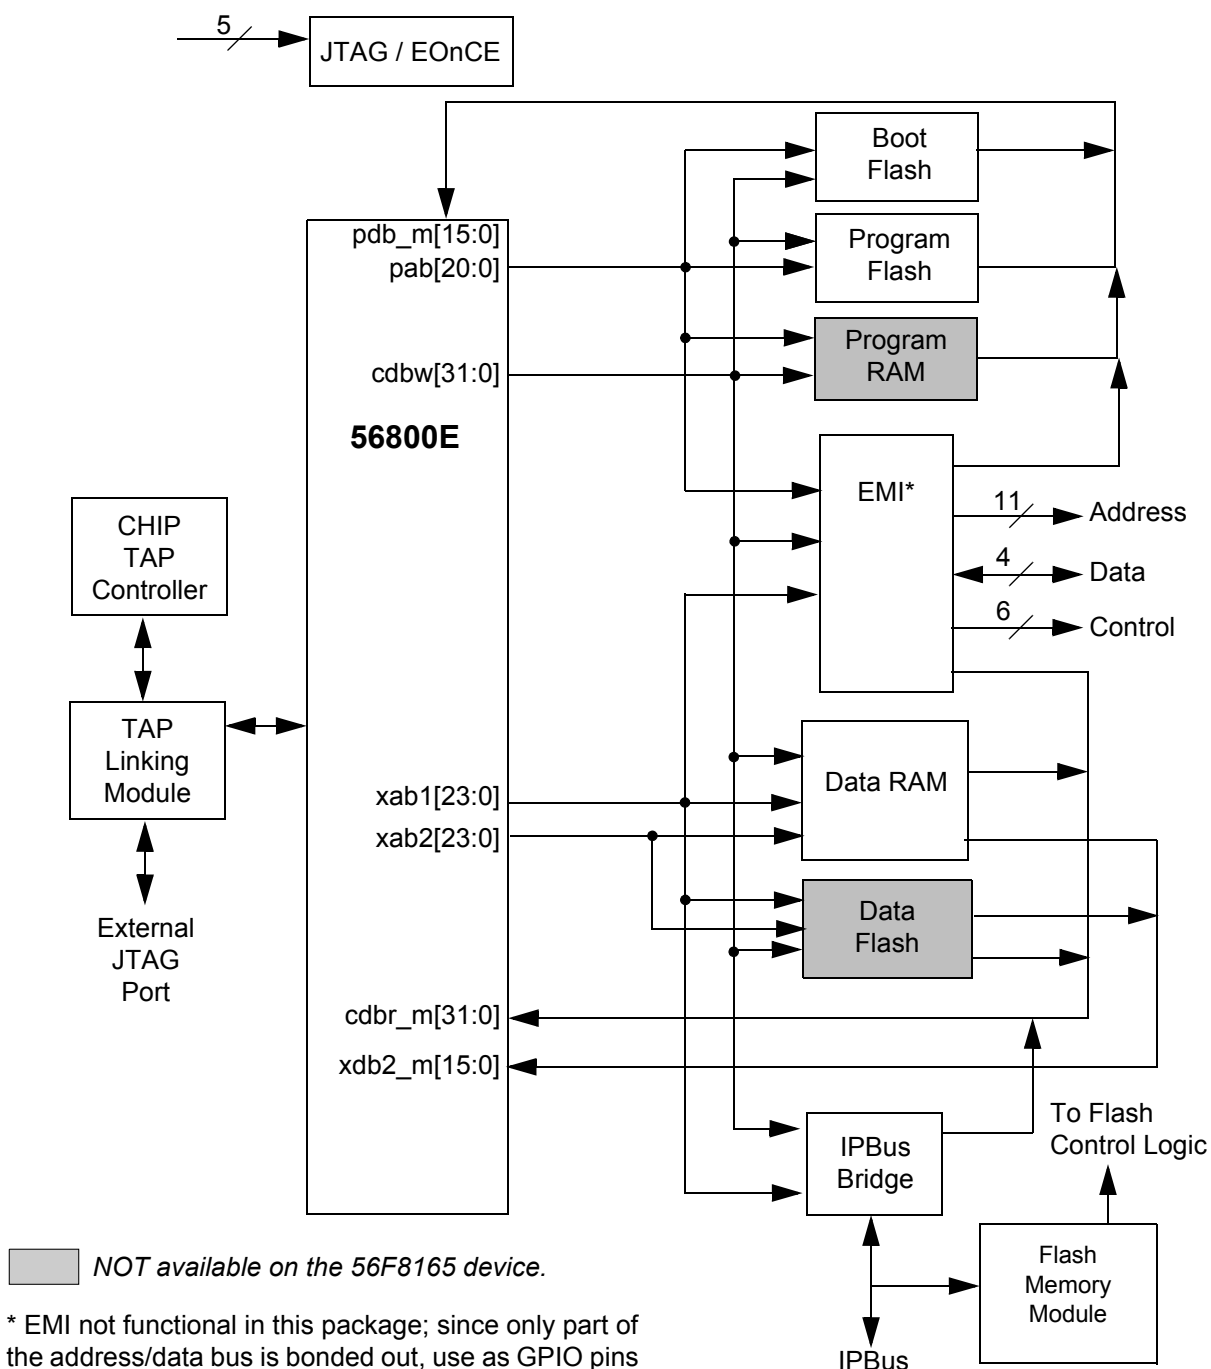 5
JTAG / EOnCE
Boot
Flash
pdb_m[15:0]
pab[20:0]
Program
Flash
cdbw[31:0]
Program
RAM
56800E
EMI*
11
Address
4
Data
6
Control
CHIP
TAP
Controller
TAP
Linking
Module
External
JTAG
Port
xab1[23:0]
xab2[23:0]
Data RAM
Data
Flash
cdbr_m[31:0]
xdb2_m[15:0]
IPBus
Bridge
To Flash
Control Logic
Flash
Memory
Module
IPBus
NOT available on the 56F8165 device.
* EMI not functional in this package; since only part of
the address/data bus is bonded out, use as GPIO pins